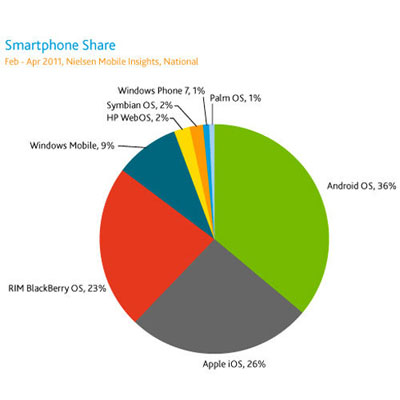 Smartphone Share
Feb - Apr 2011, Nielsen Mobile Insights, National
Windows Phone 7, 1%
Palm OS, 1%
Symbian OS, 2%
HP WebOS, 2%
Windows Mobile, 9%
Android OS, 36%
RIM BlackBerry OS, 23%
Apple iOS, 26%